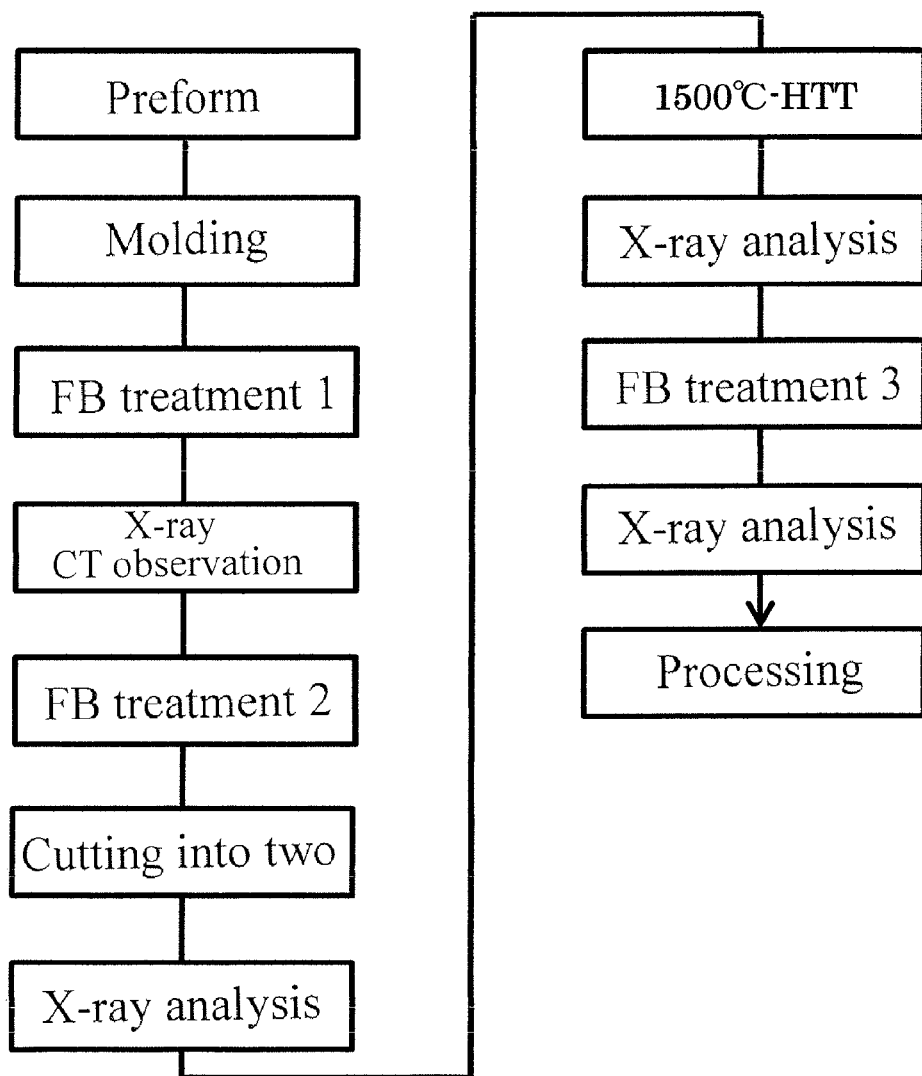 Preform
Molding
FB treatment 1
X-ray
CT observation
FB treatment 2
Cutting into two
X-ray analysis
1500℃-HTT
X-ray analysis
FB treatment 3
X-ray analysis
Processing